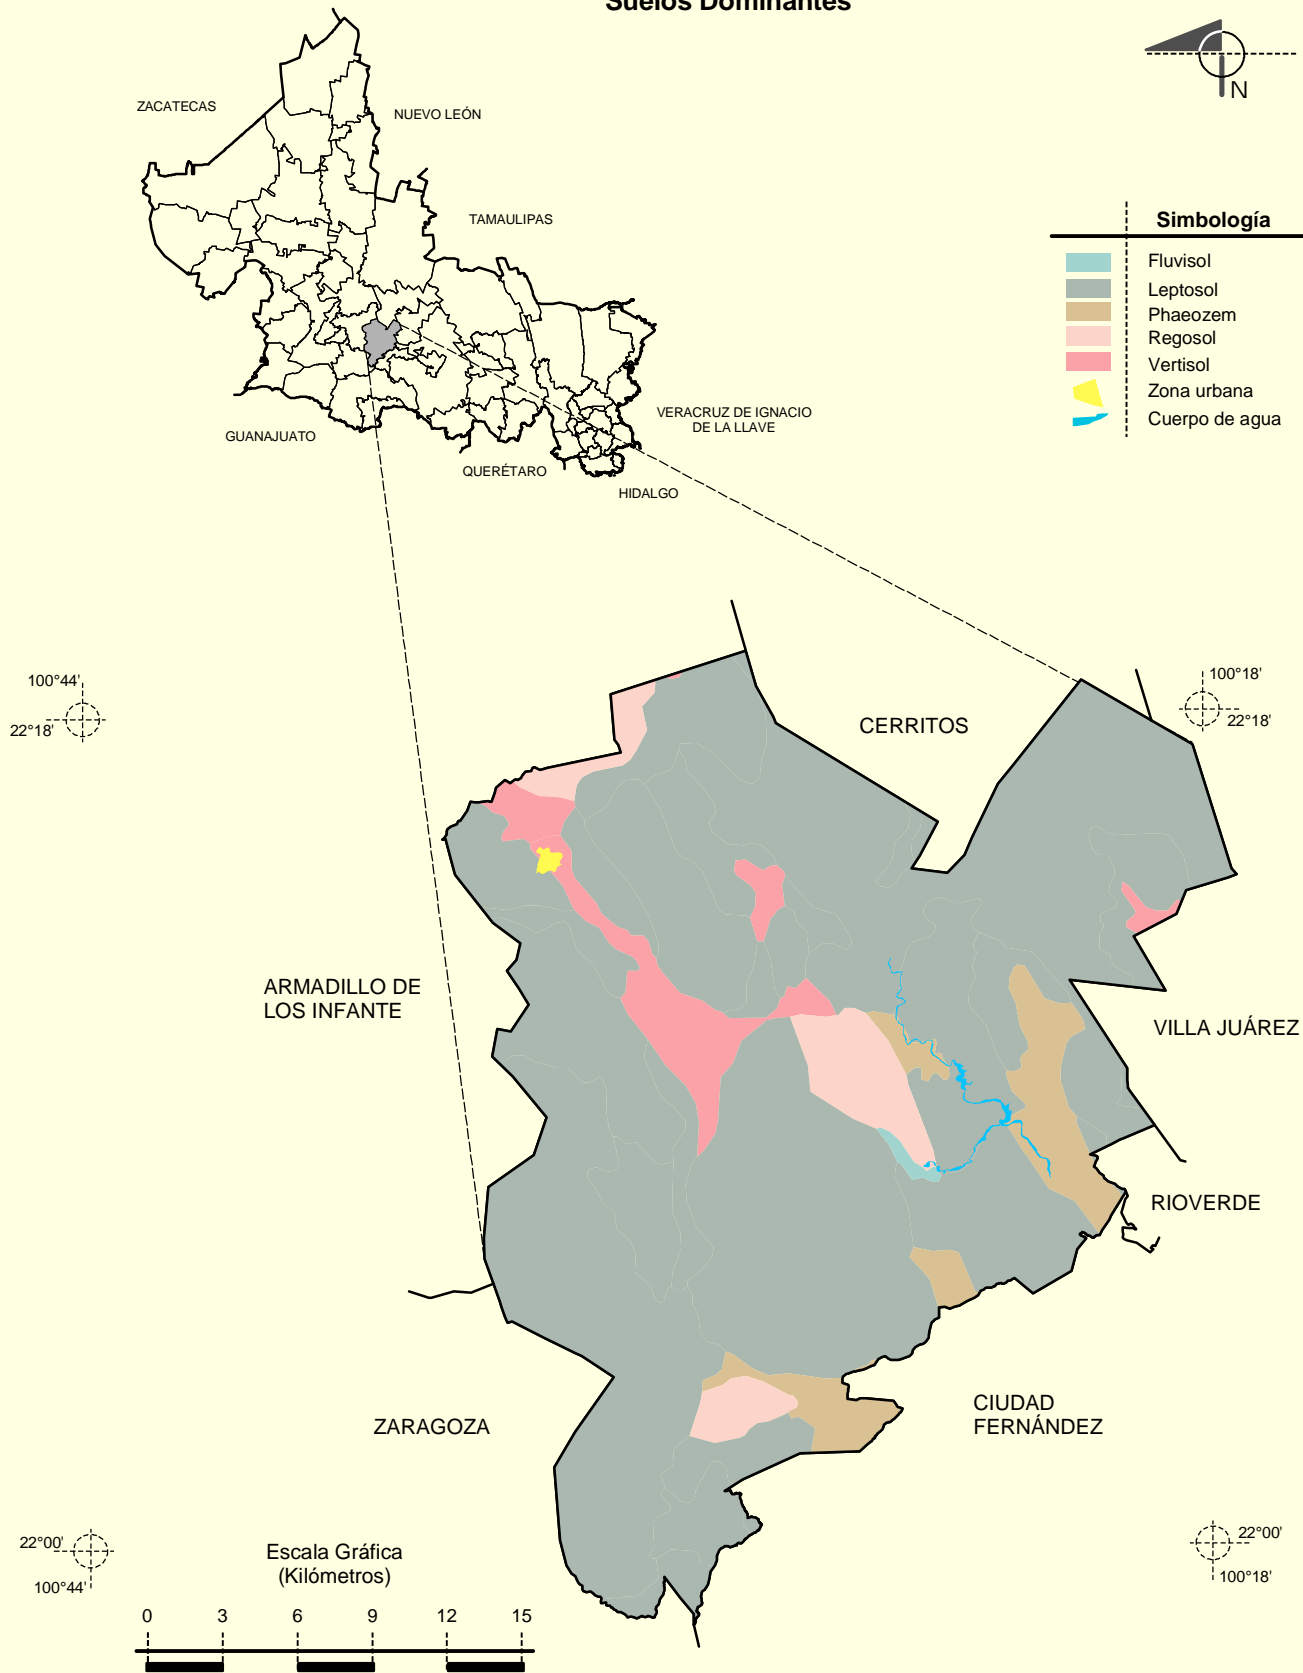 Suelos Dominantes
N
ZACATECAS
NUEVO LEÓN
TAMAULIPAS
VERACRUZ DE IGNACIO
DE LA LLAVE
GUANAJUATO
QUERÉTARO
HIDALGO
Simbología
Fluvisol
Leptosol
Phaeozem
Regosol
Vertisol
Zona urbana
Cuerpo de agua
100°44'
22°18'
100°18'
22°18'
CERRITOS
ARMADILLO DE
LOS INFANTE
VILLA JUÁREZ
RIOVERDE
CIUDAD
FERNÁNDEZ
ZARAGOZA
22°00'
100°44'
22°00'
100°18'
Escala Gráfica
(Kilómetros)
0 3 6 9 12 15